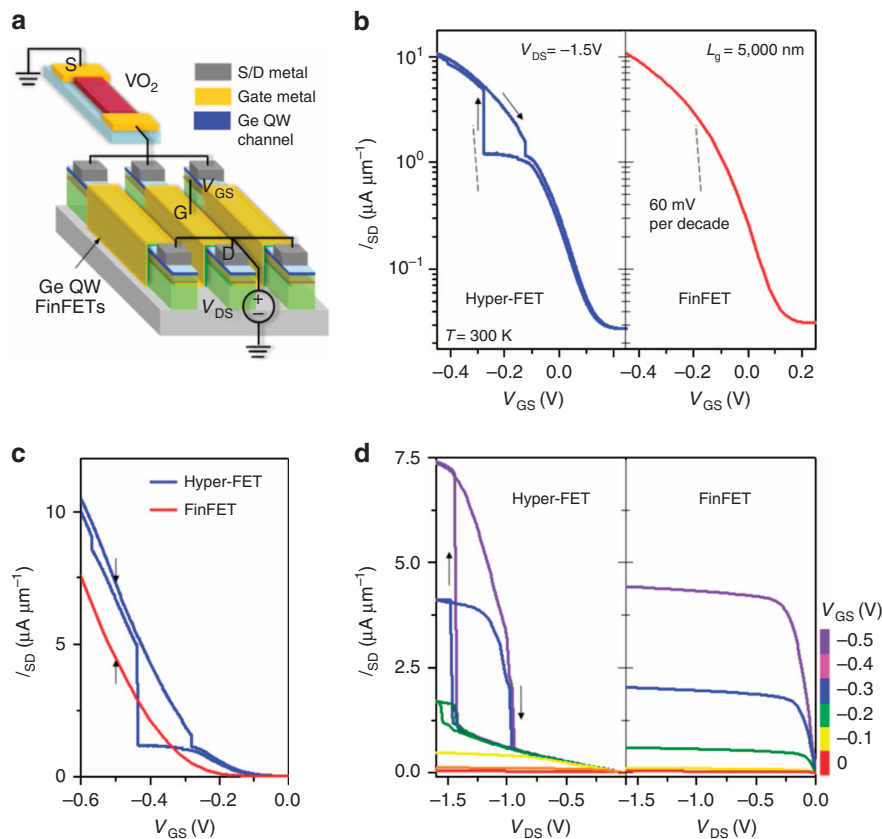 a
S
VO2
S/D metal
Gate metal
Ge QW
channel
VGS
G
D
Ge QW
FinFETs
VDS
+
−
b
VDS= −1.5V
Lg = 5,000 nm
10^1
10^0
10^−1
ISD (μA μm−1)
60 mV
per decade
Hyper-FET
FinFET
T= 300 K
−0.4 −0.2 0.0 −0.4 −0.2 0.0 0.2
VGS (V) VGS (V)
c
Hyper-FET
FinFET
10
5
0
ISD (μA μm−1)
−0.6 −0.4 −0.2 0.0
VGS (V)
d
7.5
5.0
2.5
0.0
ISD (μA μm−1)
Hyper-FET
FinFET
VGS (V)
−0.5
−0.4
−0.3
−0.2
−0.1
0
−1.5 −1.0 −0.5 −1.5 −1.0 −0.5 0.0
VDS (V) VDS (V)